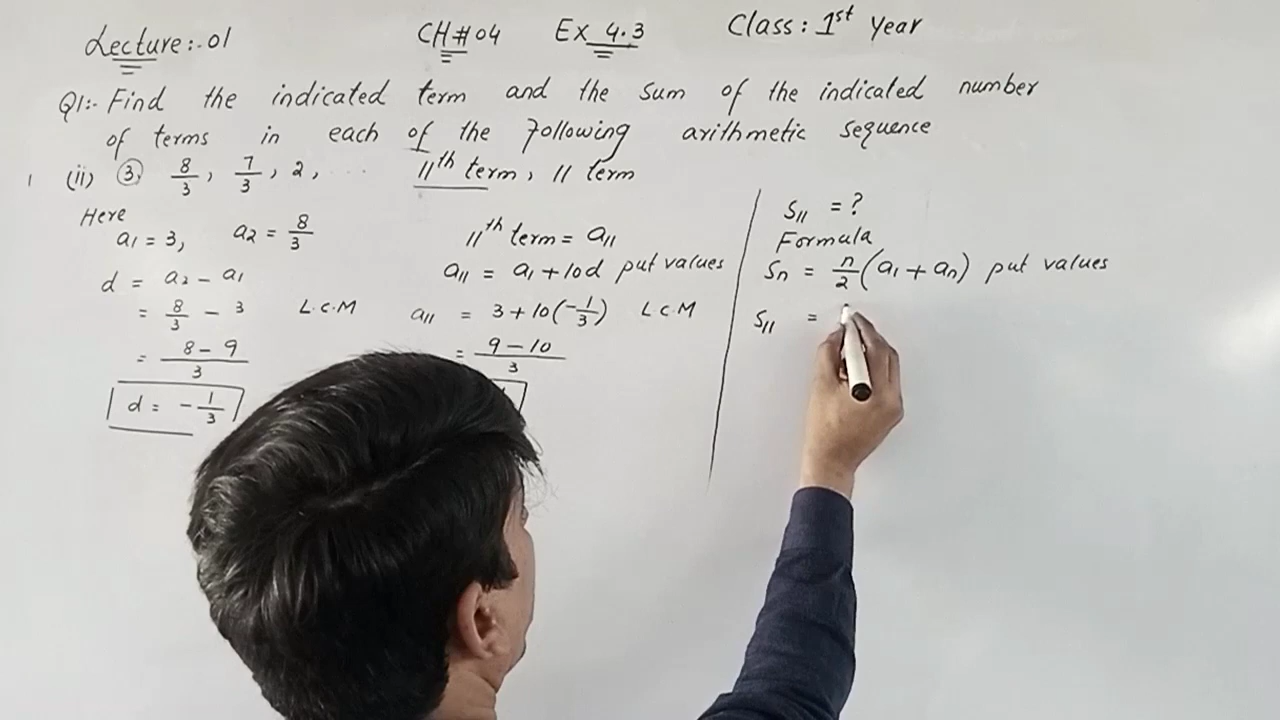 Lecture:-01 CH#04 Ex 4.3 Class: 1st Year
Q1:- Find the indicated term and the sum of the indicated number
of terms in each of the following arithmetic sequence
(ii) 3, 8/3, 7/3, 2, ... 11th term, 11 term
Here
a1 = 3, a2 = 8/3
d = a2 - a1
= 8/3 - 3 L.C.M
= 8-9/3
d = -1/3
11th term = a11
a11 = a1 + 10d put values
a11 = 3 + 10(-1/3) L.C.M
= 9-10/3
S11 = ?
Formula
Sn = n/2(a1 + an) put values
S11 =